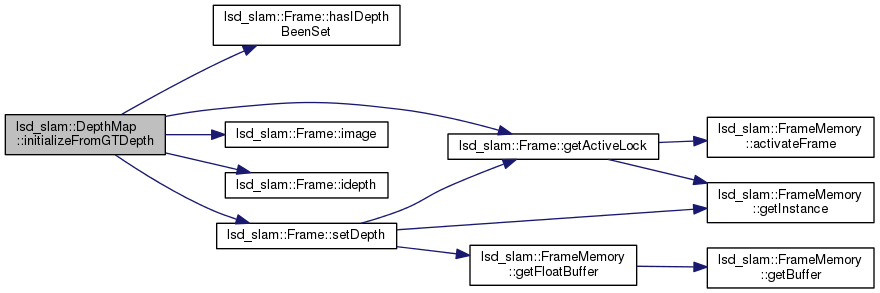 lsd_slam::Frame::hasIDepth
BeenSet
lsd_slam::DepthMap
::initializeFromGTDepth
lsd_slam::Frame::image
lsd_slam::Frame::idepth
lsd_slam::Frame::setDepth
lsd_slam::Frame::getActiveLock
lsd_slam::FrameMemory
::getFloatBuffer
lsd_slam::FrameMemory
::activateFrame
lsd_slam::FrameMemory
::getInstance
lsd_slam::FrameMemory
::getBuffer